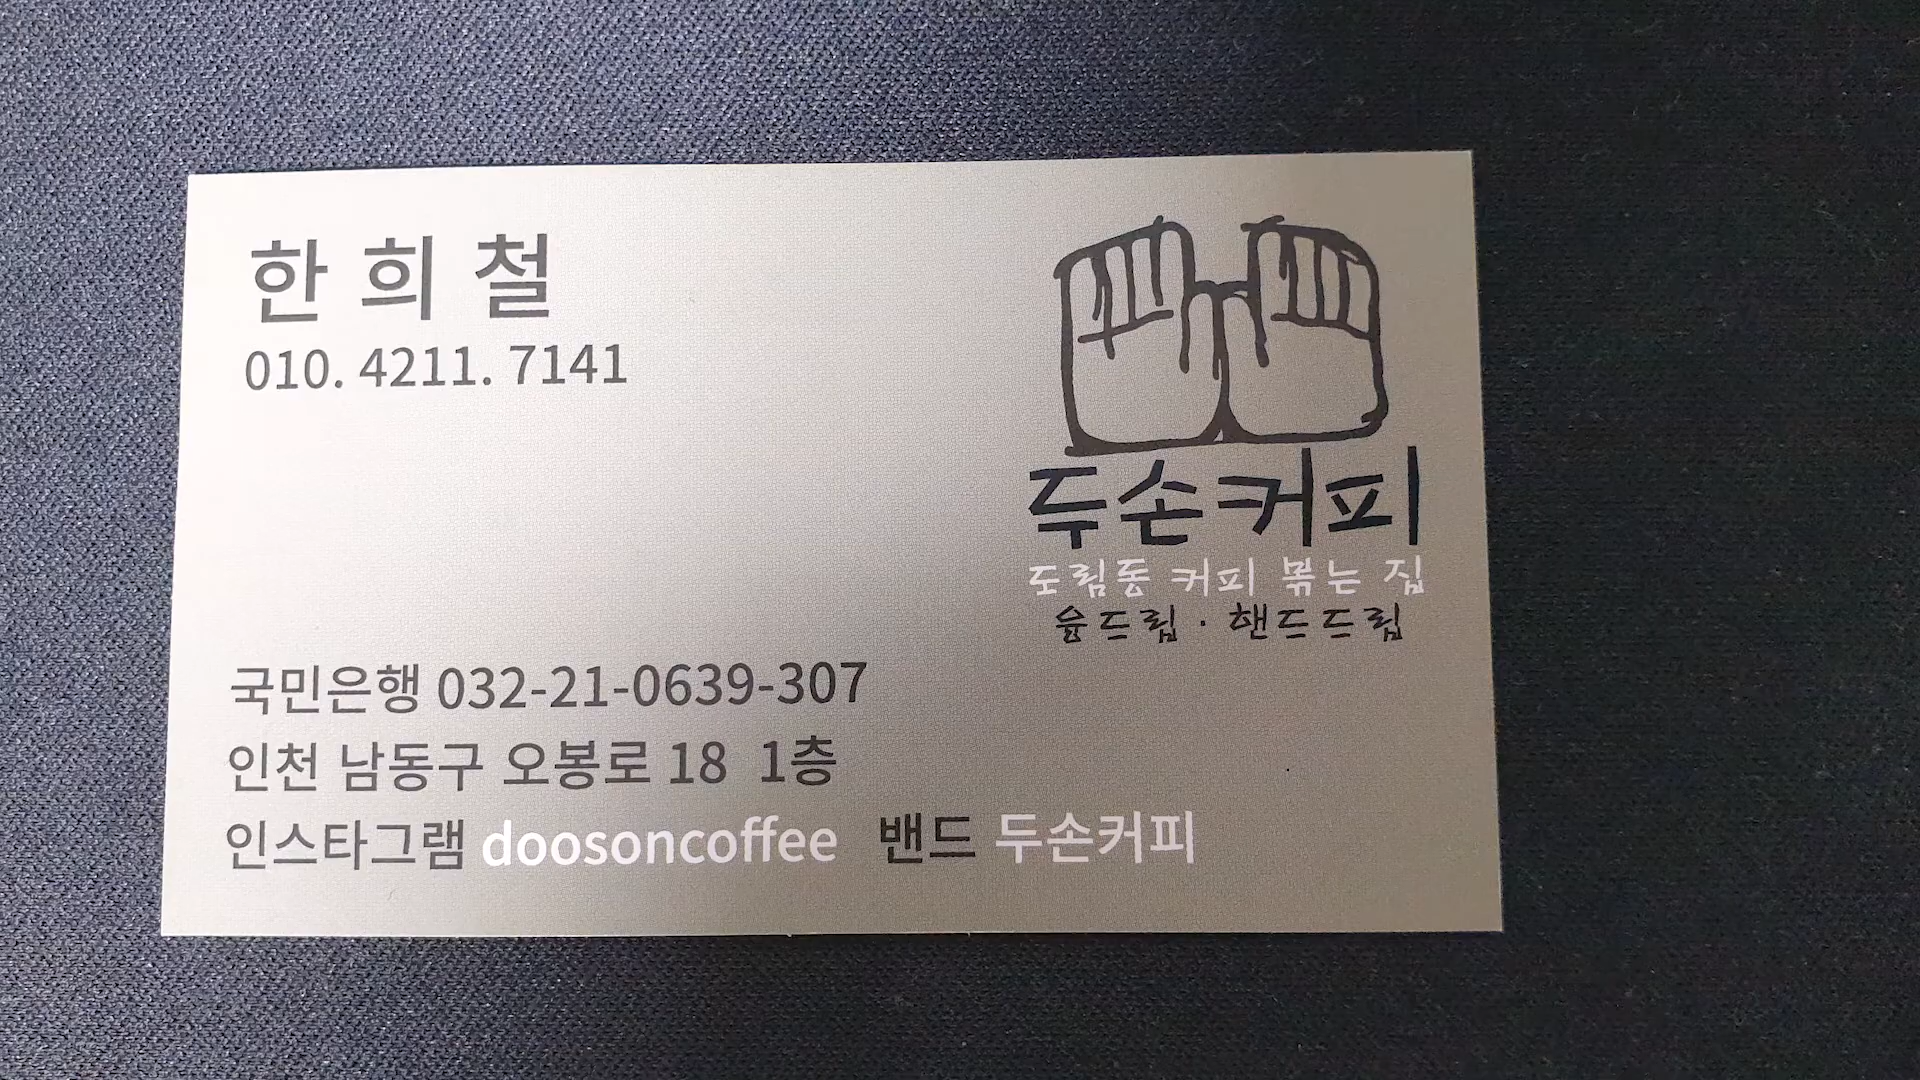 한 희 철
010. 4211. 7141
두손커피
도림동 커피 볶는 집
융드립 · 핸드드립
국민은행 032-21-0639-307
인천 남동구 오봉로 18 1층
인스타그램 doosoncoffee 밴드 두손커피